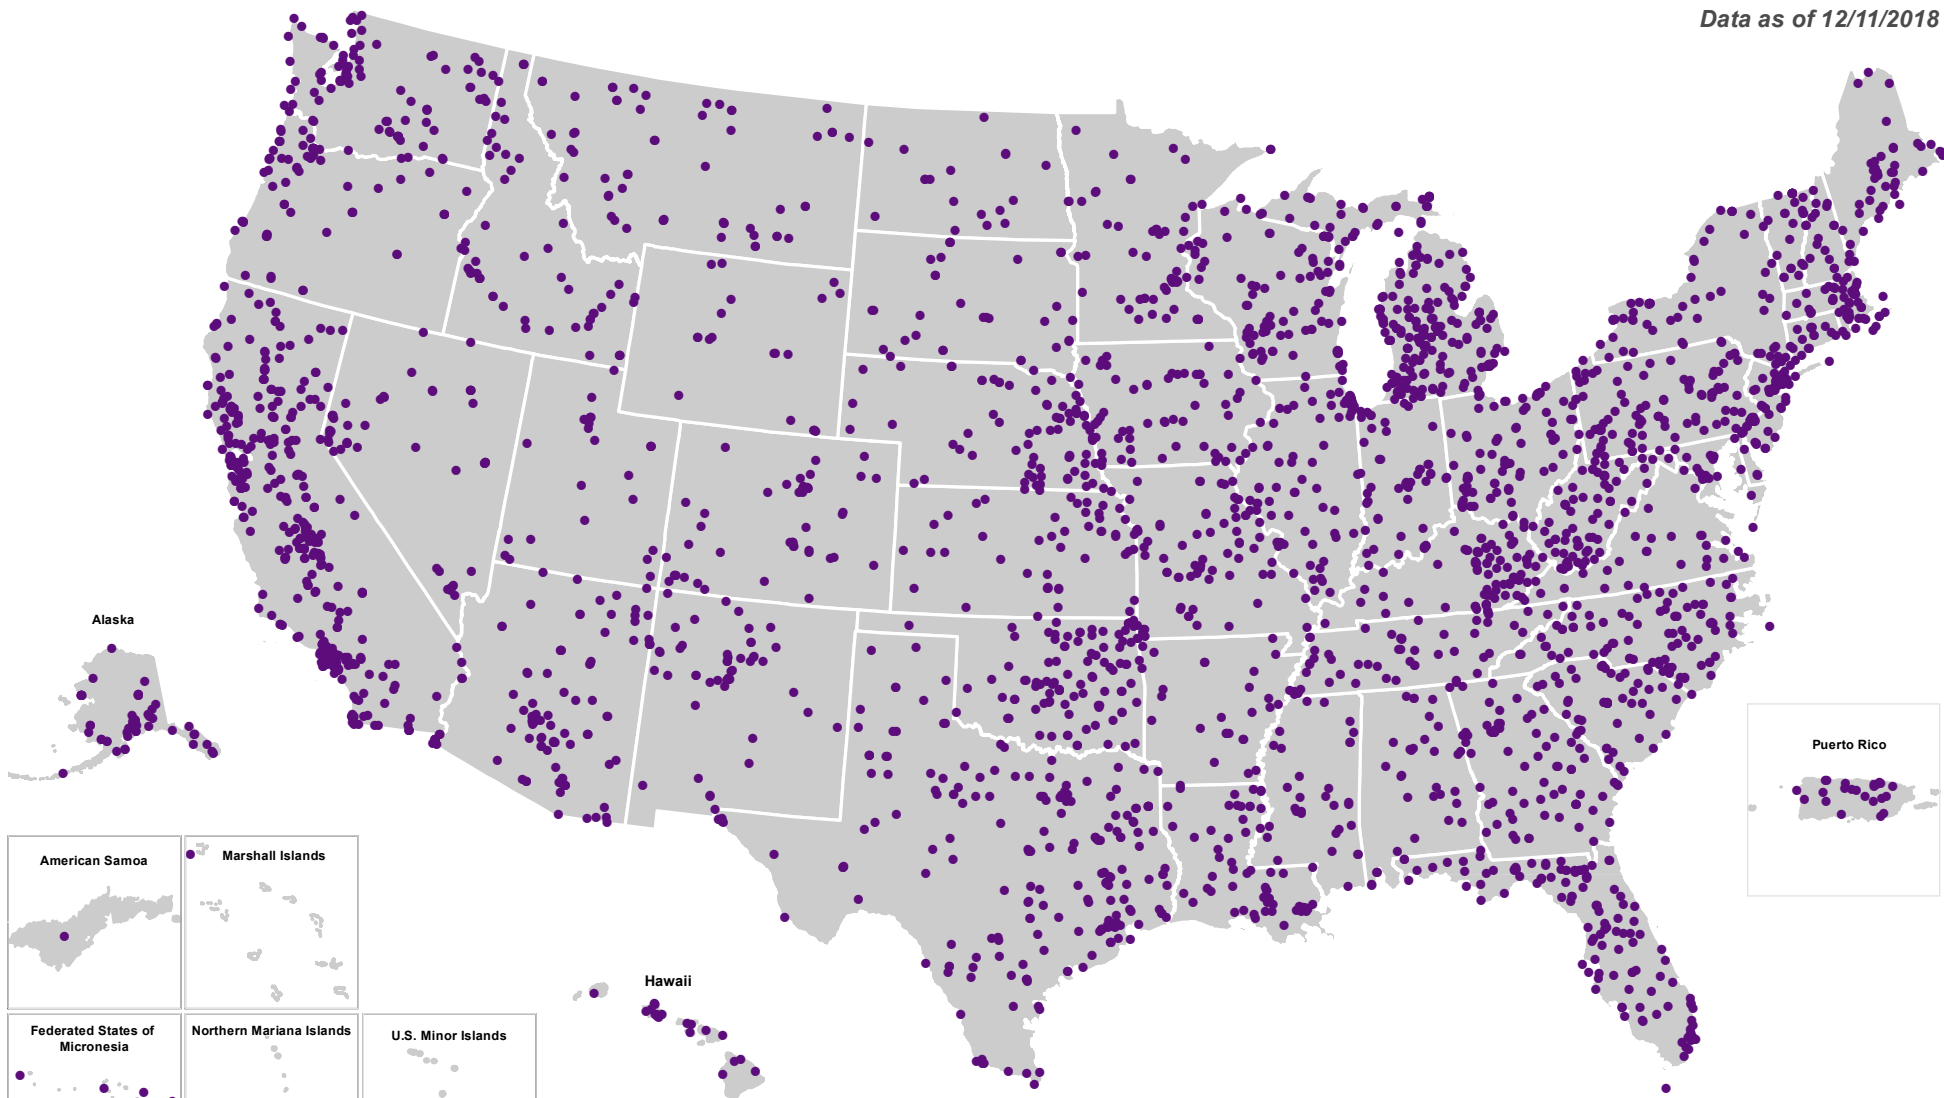 Data as of 12/11/2018
Alaska
Puerto Rico
American Samoa
Marshall Islands
Hawaii
Federated States of
Micronesia
Northern Mariana Islands
U.S. Minor Islands